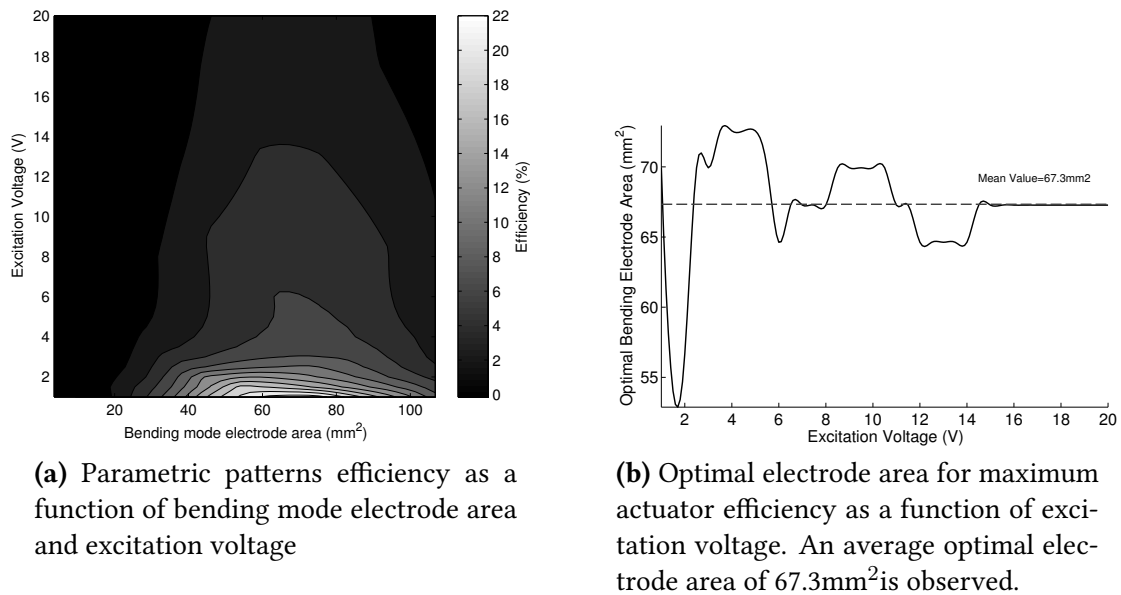 20
18
16
14
12
10
8
6
4
2
Excitation Voltage (V)
20 40 60 80 100
Bending mode electrode area (mm²)
22
20
18
16
14
12
10
8
6
4
2
0
Efficiency (%)
(a) Parametric patterns efficiency as a
function of bending mode electrode area
and excitation voltage
70
65
60
55
Optimal Bending Electrode Area (mm²)
Mean Value=67.3mm2
2 4 6 8 10 12 14 16 18 20
Excitation Voltage (V)
(b) Optimal electrode area for maximum
actuator efficiency as a function of exci-
tation voltage. An average optimal elec-
trode area of 67.3mm²is observed.